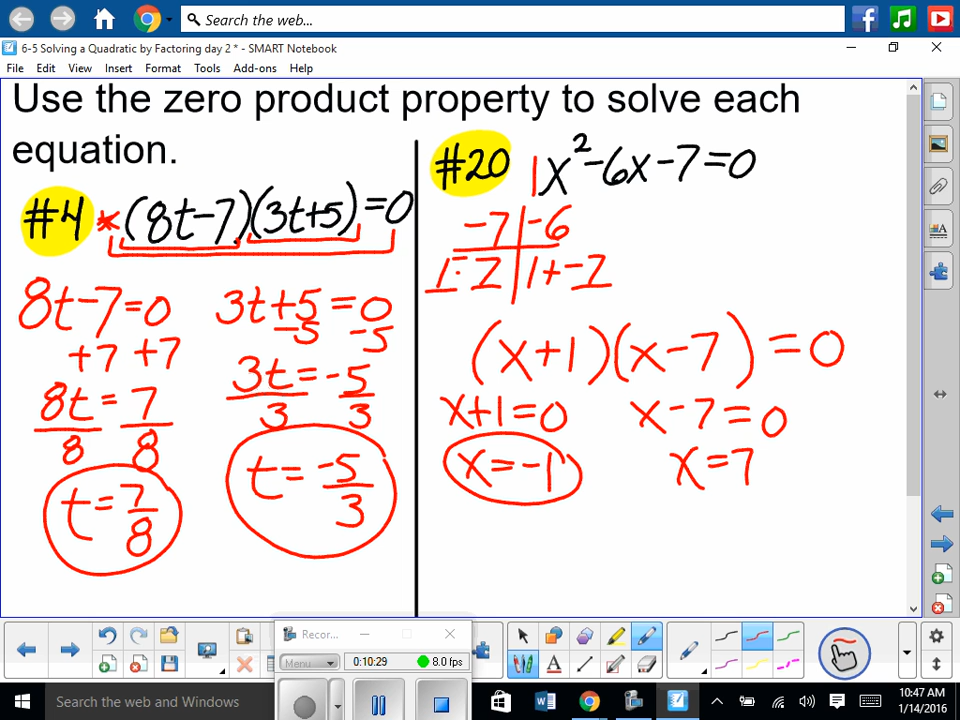 Search the web...
6-5 Solving a Quadratic by Factoring day 2 * - SMART Notebook
File Edit View Insert Format Tools Add-ons Help
Use the zero product property to solve each
equation.
#4 * (8t-7)(3t+5)=0
8t-7=0
+7 +7
8t = 7
8 8
t = 7/8
3t+5=0
-5 -5
3t = -5
3 3
t = -5/3
#20 1x²-6x-7=0
-7 | -6
1·-7 | 1+-7
(x+1)(x-7)=0
x+1=0 x-7=0
x=-1 x=7
Recor...
Menu 0:10:29 8.0 fps
Search the web and Windows
10:47 AM
1/14/2016